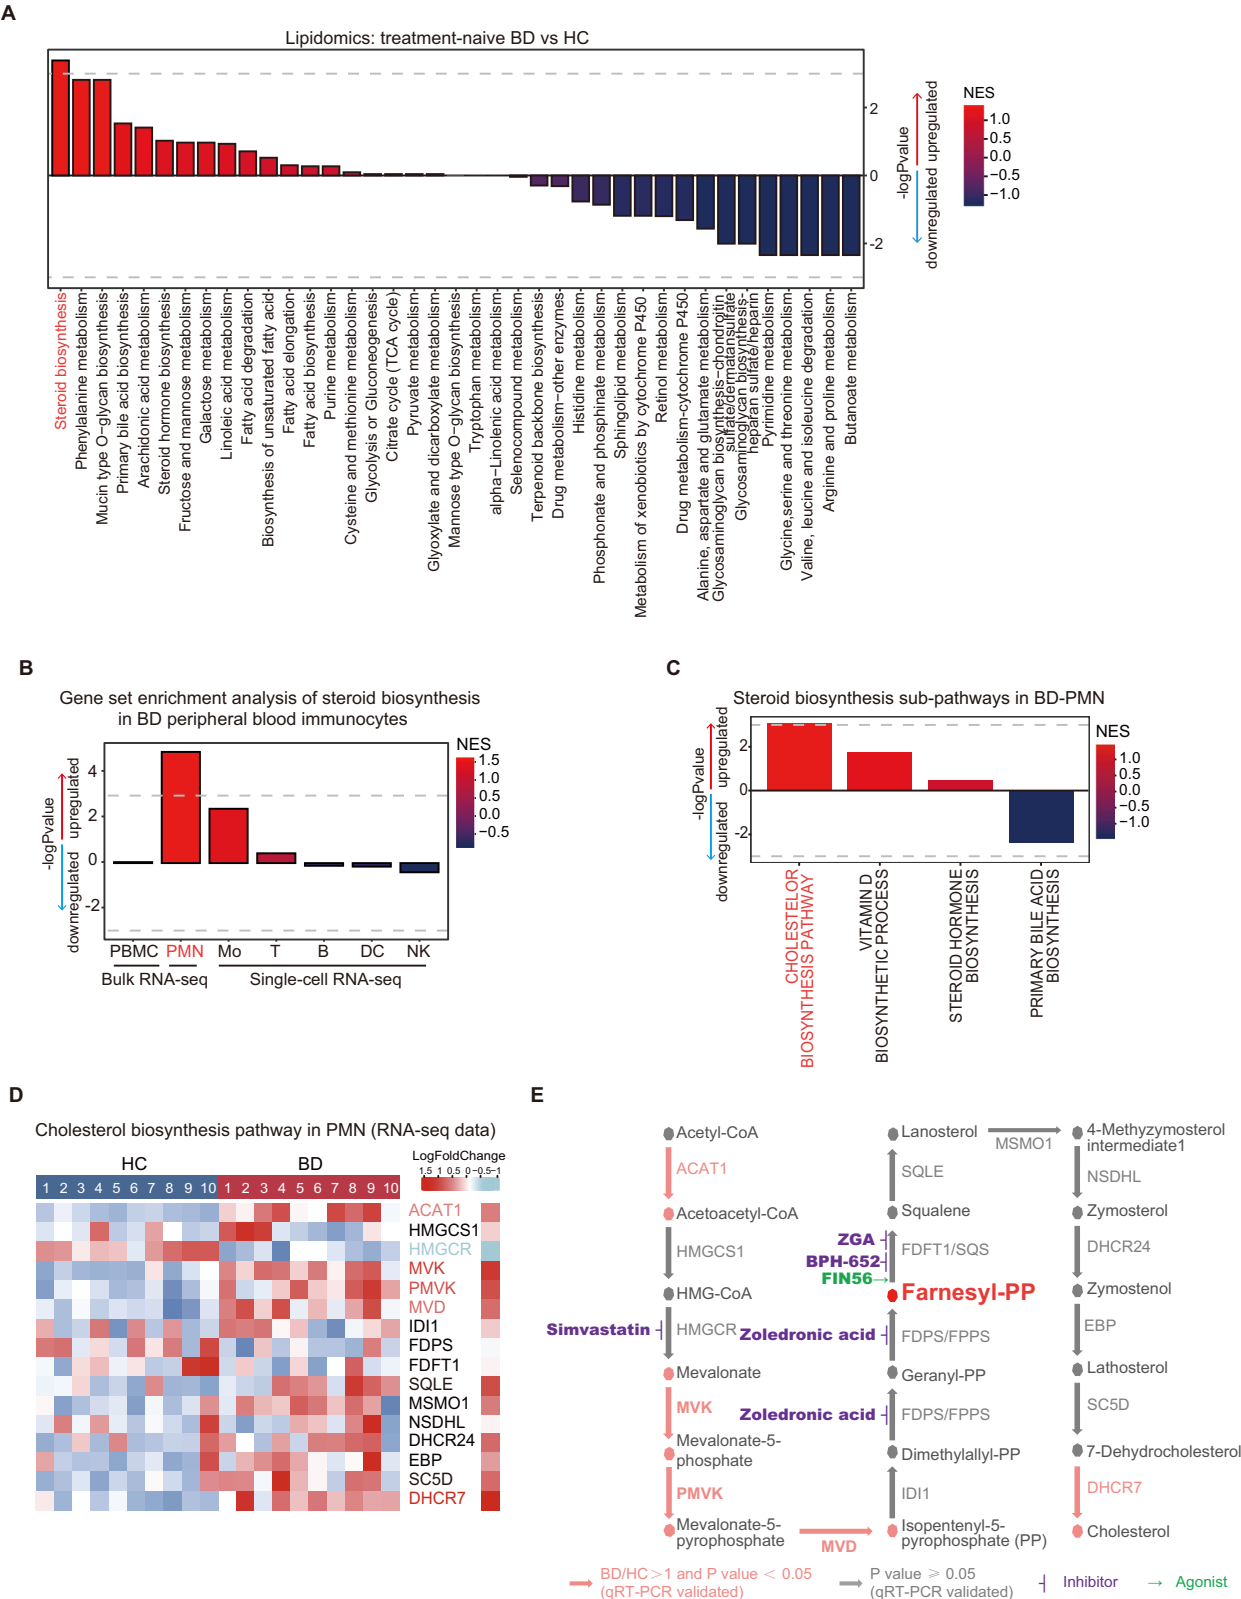 A
Lipidomics: treatment-naive BD vs HC
2
0
-2
-logPvalue
downregulated upregulated
NES
1.0
0.5
0.0
−0.5
−1.0
Steroid biosynthesis
Phenylalanine metabolism
Mucin type O−glycan biosynthesis
Primary bile acid biosynthesis
Arachidonic acid metabolism
Steroid hormone biosynthesis
Fructose and mannose metabolism
Galactose metabolism
Linoleic acid metabolism
Fatty acid degradation
Biosynthesis of unsaturated fatty acid
Fatty acid elongation
Fatty acid biosynthesis
Purine metabolism
Cysteine and methionine metabolism
Glycolysis or Gluconeogenesis
Citrate cycle (TCA cycle)
Pyruvate metabolism
Glyoxylate and dicarboxylate metabolism
Mannose type O−glycan biosynthesis
Tryptophan metabolism
alpha−Linolenic acid metabolism
Selenocompound metabolism
Terpenoid backbone biosynthesis
Drug metabolism−other enzymes
Histidine metabolism
Phosphonate and phosphinate metabolism
Sphingolipid metabolism
Metabolism of xenobiotics by cytochrome P450
Retinol metabolism
Drug metabolism−cytochrome P450
Alanine, aspartate and glutamate metabolism
Glycosaminoglycan biosynthesis−chondroitin
sulfate/dermatansulfate
Glycosaminoglycan biosynthesis-
heparan sulfate/heparin
Pyrimidine metabolism
Glycine,serine and threonine metabolism
Valine, leucine and isoleucine degradation
Arginine and proline metabolism
Butanoate metabolism
B
Gene set enrichment analysis of steroid biosynthesis
in BD peripheral blood immunocytes
-logPvalue
downregulated upregulated
4
2
0
-2
NES
1.5
1.0
0.5
0.0
−0.5
PBMC PMN Mo T B DC NK
Bulk RNA-seq Single-cell RNA-seq
C
Steroid biosynthesis sub-pathways in BD-PMN
-logPvalue
downregulated upregulated
2
0
-2
NES
1.0
0.5
0.0
−0.5
−1.0
CHOLESTELOR
BIOSYNTHESIS PATHWAY
VITAMIN D
BIOSYNTHETIC PROCESS
STEROID HORMONE
BIOSYNTHESIS
PRIMARY BILE ACID
BIOSYNTHESIS
D
Cholesterol biosynthesis pathway in PMN (RNA-seq data)
HC BD
LogFoldChange
1.5 1 0.5 0 −0.5 −1
1 2 3 4 5 6 7 8 9 10 1 2 3 4 5 6 7 8 9 10
ACAT1
HMGCS1
HMGCR
MVK
PMVK
MVD
IDI1
FDPS
FDFT1
SQLE
MSMO1
NSDHL
DHCR24
EBP
SC5D
DHCR7
E
Acetyl-CoA
ACAT1
Acetoacetyl-CoA
HMGCS1
HMG-CoA
Simvastatin
HMGCR
Mevalonate
MVK
Mevalonate-5-
phosphate
PMVK
Mevalonate-5-
pyrophosphate
MVD
Lanosterol
SQLE
Squalene
ZGA
BPH-652
FIN56
FDFT1/SQS
Farnesyl-PP
Zoledronic acid
FDPS/FPPS
Geranyl-PP
Zoledronic acid
FDPS/FPPS
Dimethylallyl-PP
IDI1
Isopentenyl-5-
pyrophosphate (PP)
MSMO1
4-Methyzymosterol
intermediate1
NSDHL
Zymosterol
DHCR24
Zymostenol
EBP
Lathosterol
SC5D
7-Dehydrocholesterol
DHCR7
Cholesterol
BD/HC>1 and P value < 0.05
(qRT-PCR validated)
P value ⩾ 0.05
(qRT-PCR validated)
Inhibitor
Agonist